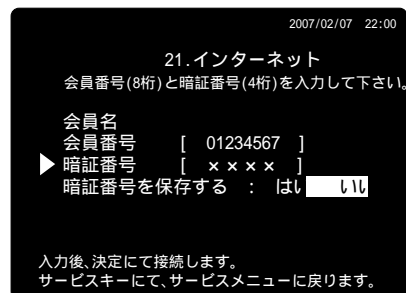 2007/02/07 22:00
21.インターネット
会員番号(8桁)と暗証番号(4桁)を入力して下さい。
会員名
会員番号 [ 01234567 ]
暗証番号 [ ×××× ]
暗証番号を保存する : はい いい
入力後、決定にて接続します。
サービスキーにて、サービスメニューに戻ります。